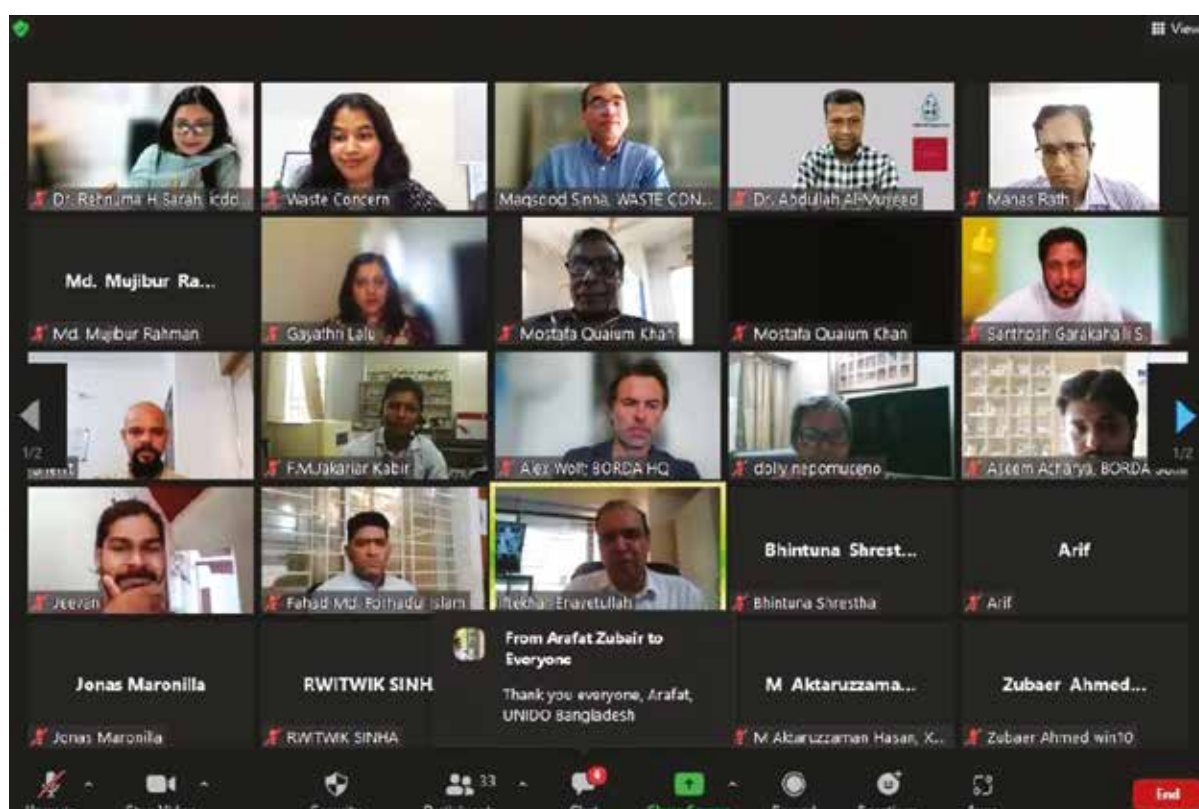 View
Dr. Rehnuma H Sarah, icdd...
Waste Concern
Maqsood Sinha, WASTE CON...
Dr. Abdullah Al-Muyeed
Manas Rath
Md. Mujibur Ra...
Md. Mujibur Rahman
Gayathri Lalu
Mostafa Quaium Khan
Mostafa Quaium Khan
Santhosh Garakahalli S
1/2
F.M.Jakariar Kabir
Alex Wolf; BORDA HQ
dolly nepomuceno
Aseem Acharya, BORDA
1/2
Jeevan
Fahad Md. Forhadul Islam
Iftekhar Enayetullah
Bhintuna Shrest...
Bhintuna Shrestha
Arif
Arif
Jonas Maronilla
Jonas Maronilla
RWITWIK SINH
RWITWIK SINHA
From Arafat Zubair to
Everyone
Thank you everyone, Arafat,
UNIDO Bangladesh
M Aktaruzzama...
M Aktaruzzaman Hasan, X...
Zubaer Ahmed...
Zubaer Ahmed win10
33
4
End